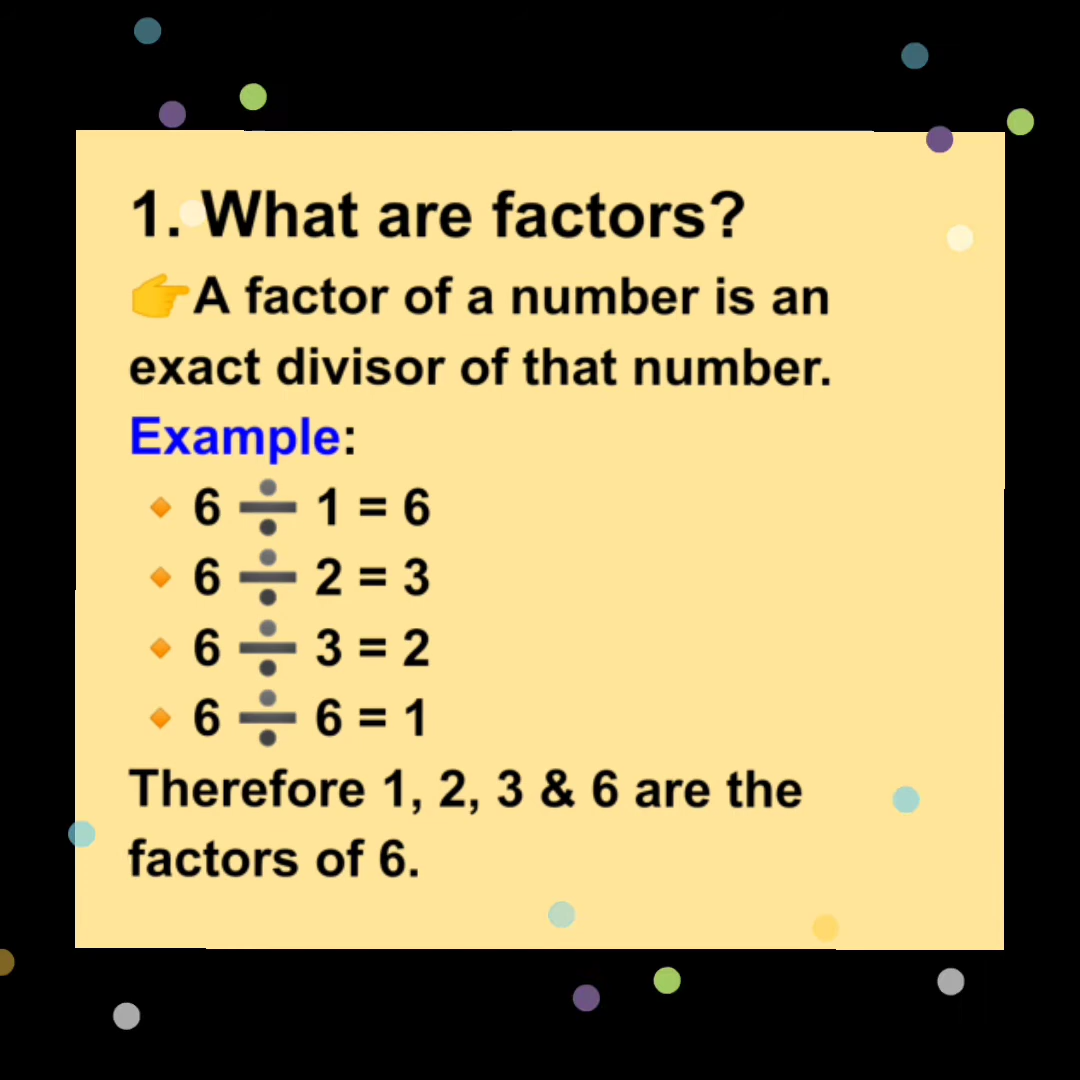 1. What are factors?
👉A factor of a number is an
exact divisor of that number.
Example:
🔸6 ➗ 1 = 6
🔸6 ➗ 2 = 3
🔸6 ➗ 3 = 2
🔸6 ➗ 6 = 1
Therefore 1, 2, 3 & 6 are the
factors of 6.